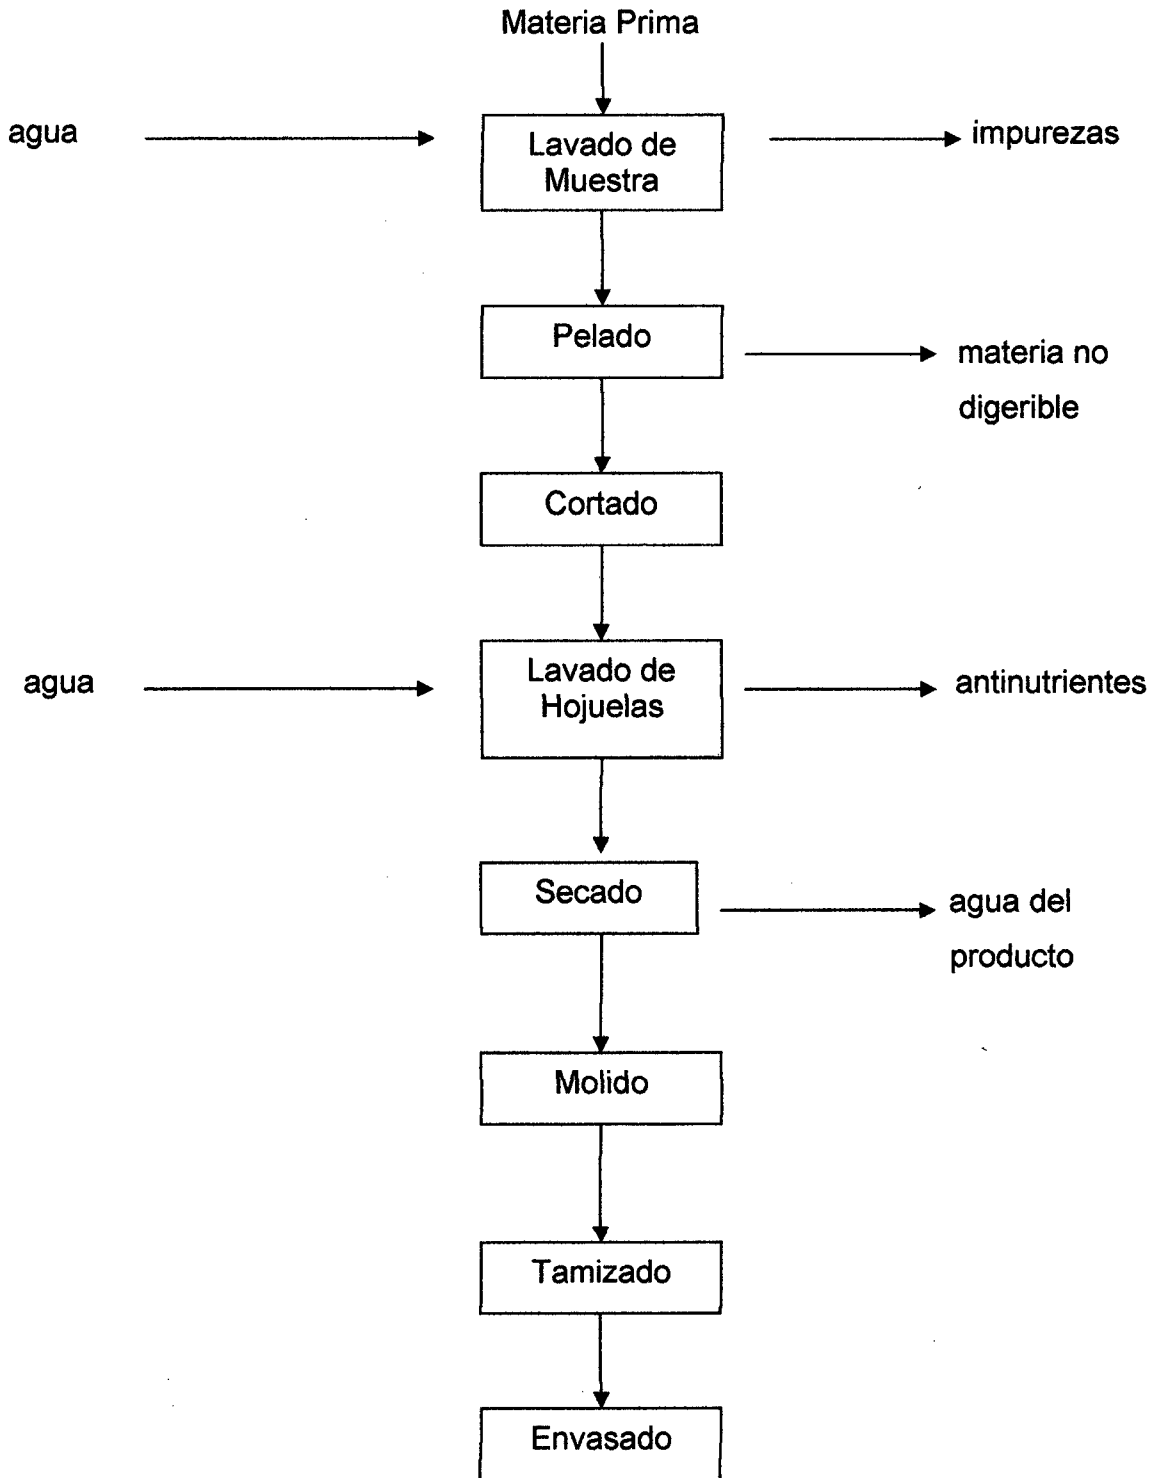 Materia Prima
agua
Lavado de
Muestra
impurezas
Pelado
materia no
digerible
Cortado
agua
Lavado de
Hojuelas
antinutrientes
Secado
agua del
producto
Molido
Tamizado
Envasado